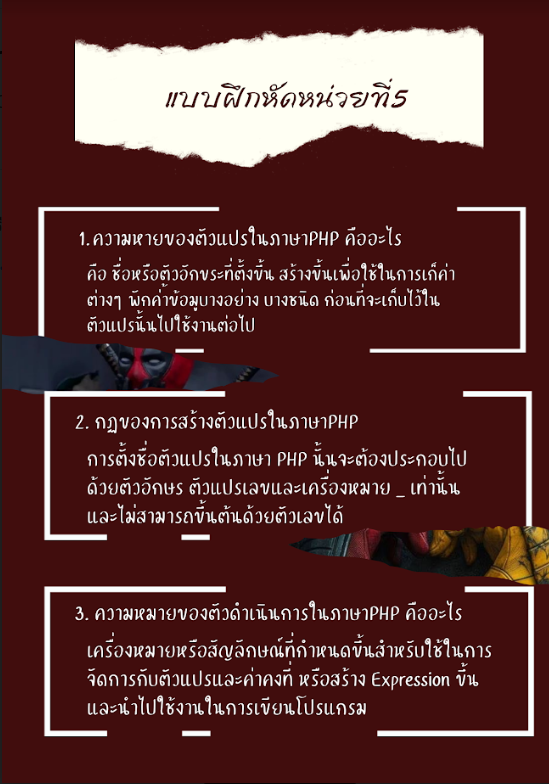 แบบฝึกหัดหน่วยที่5
1.ความหายของตัวแปรในภาษาPHP คืออะไร
คือ ชื่อหรือตัวอักขระที่ตั้งขึ้น สร้างขึ้นเพื่อใช้ในการเก็ค่า
ต่างๆ พักค่ำข้อมูบางอย่าง บางชนิด ก่อนที่จะเก็บไว้ใน
ตัวแปรนั้นไปใช้งานต่อไป
2. กฏของการสร้างตัวแปรในภาษาPHP
การตั้งชื่อตัวแปรในภาษา PHP นั้นจะต้องประกอบไป
ด้วยตัวอักษร ตัวแปรเลขและเครื่องหมาย _ เท่านั้น
และไม่สามารถขึ้นต้นด้วยตัวเลขได้
3. ความหมายของตัวดำเนินการในภาษาPHP คืออะไร
เครื่องหมายหรือสัญลักษณ์ที่กำหนดขึ้นสำหรับใช้ในการ
จัดการกับตัวแปรและค่าคงที่ หรือสร้าง Expression ขึ้น
และนำไปใช้งานในการเขียนโปรแกรม